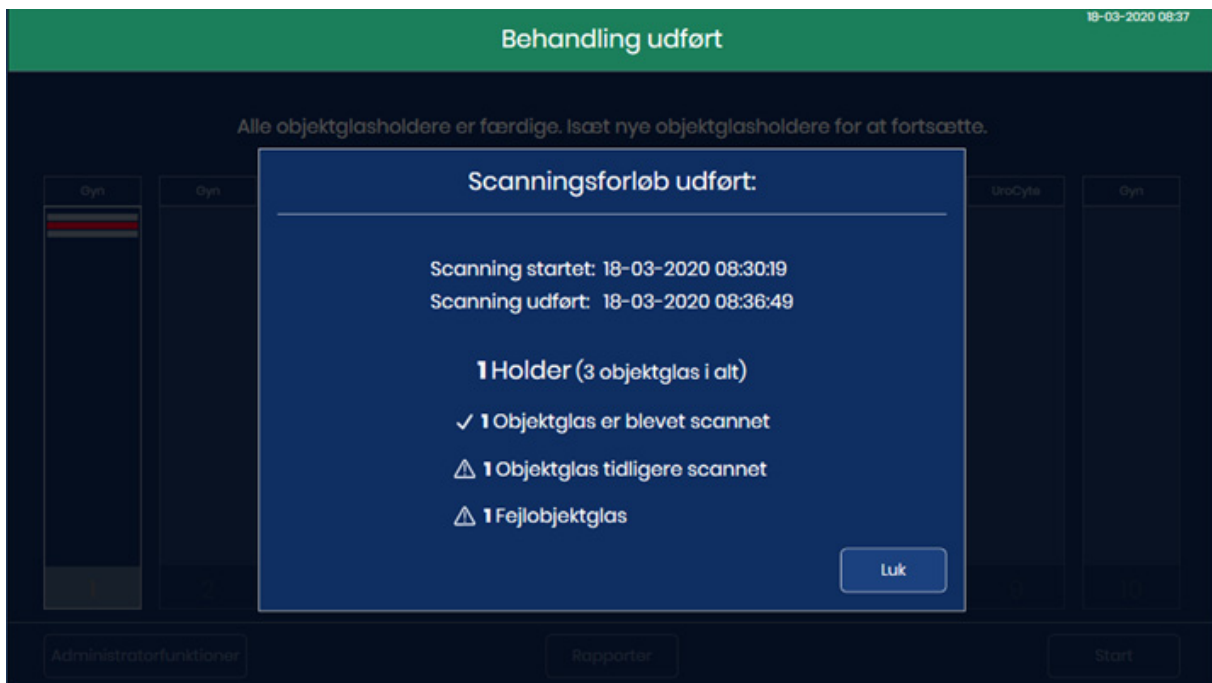 18-03-2020 08:37
Behandling udført
Alle objektglasholdere er færdige. Isæt nye objektglasholdere for at fortsætte.
Gyn
Gyn
UroCyte
Gyn
Scanningsforløb udført:
Scanning startet: 18-03-2020 08:30:19
Scanning udført: 18-03-2020 08:36:49
1 Holder (3 objektglas i alt)
1 Objektglas er blevet scannet
1 Objektglas tidligere scannet
1 Fejlobjektglas
Luk
1
2
9
10
Administratorfunktioner
Rapporter
Start